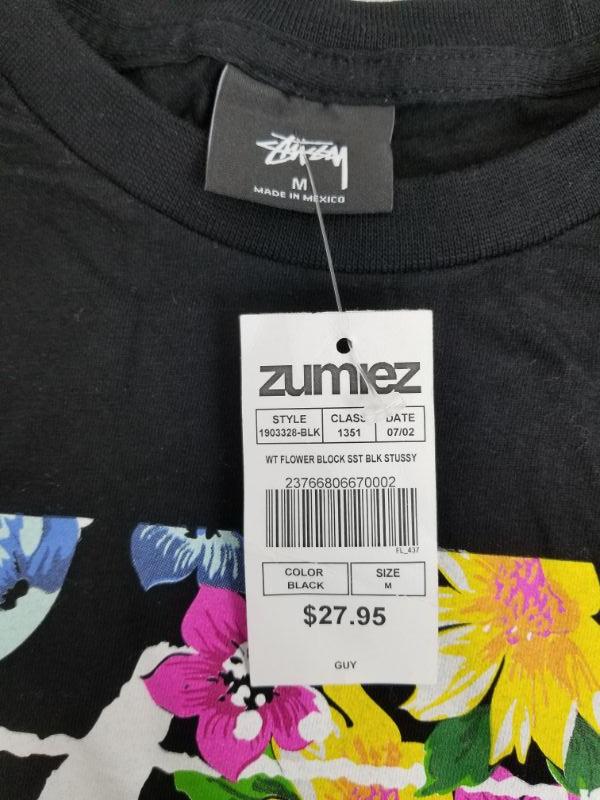 Stüssy
M
MADE IN MEXICO
zumiez
STYLE CLASS DATE
1903328-BLK 1351 07/02
WT FLOWER BLOCK SST BLK STUSSY
23766806670002
FL_437
COLOR SIZE
BLACK M
$27.95
GUY